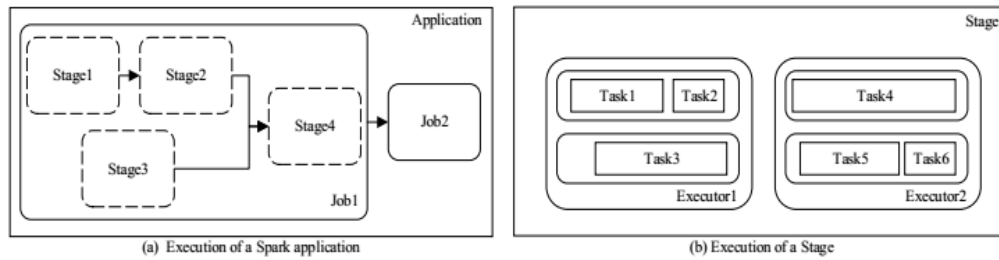 Application
Stage1
Stage2
Stage3
Stage4
Job1
Job2
(a) Execution of a Spark application
Stage
Task1
Task2
Task3
Executor1
Task4
Task5
Task6
Executor2
(b) Execution of a Stage